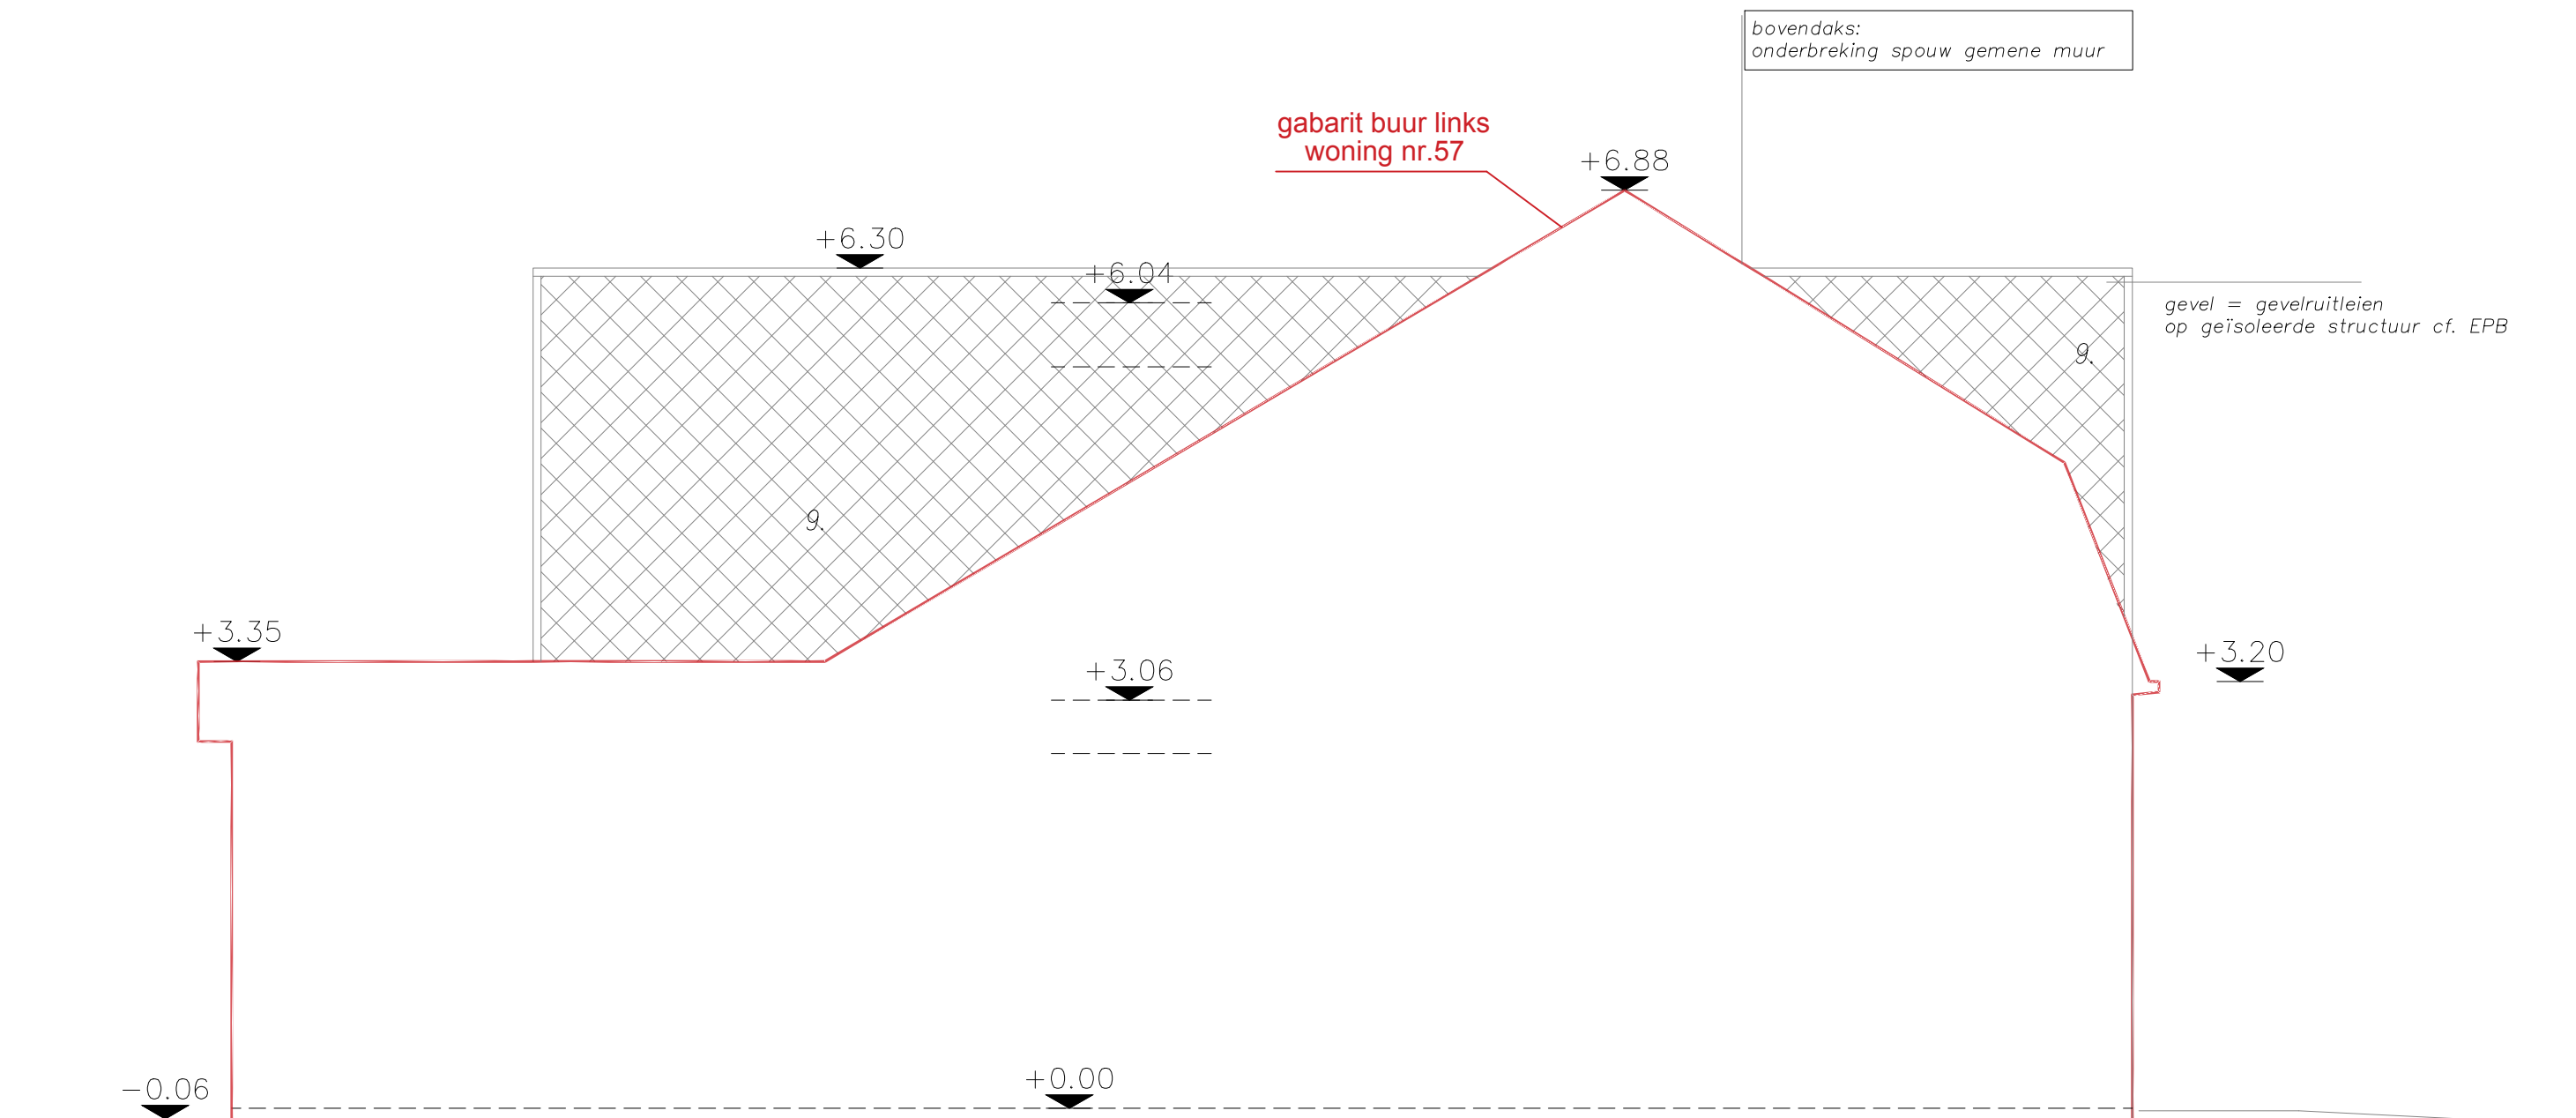 bovendaks:
onderbreking spouw gemene muur
gabarit buur links
woning nr.57
+6.88
+6.30
+6.04
gevel = gevelruitleien
op geïsoleerde structuur cf. EPB
9.
9.
+3.35
+3.20
+3.06
+0.00
-0.06